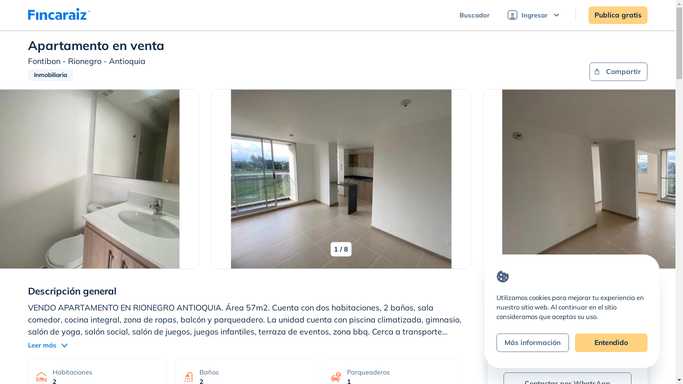 Fincaraiz
Buscador
Ingresar
Publica gratis
Apartamento en venta
Fontibon - Rionegro - Antioquia
Inmobiliaria
Compartir
1 / 8
Descripción general
VENDO APARTAMENTO EN RIONEGRO ANTIOQUIA. Área 57m2. Cuenta con dos habitaciones, 2 baños, sala
comedor, cocina integral, zona de ropas, balcón y parqueadero. La unidad cuenta con piscina climatizada, gimnasio,
salón de yoga, salón social, salón de juegos, juegos infantiles, terraza de eventos, zona bbq. Cerca a transporte...
Leer más
Habitaciones
2
Baños
2
Parqueaderos
1
Utilizamos cookies para mejorar tu experiencia en
nuestro sitio web. Al continuar en el sitio
consideramos que aceptas su uso.
Más información
Entendido
Contactar por WhatsApp